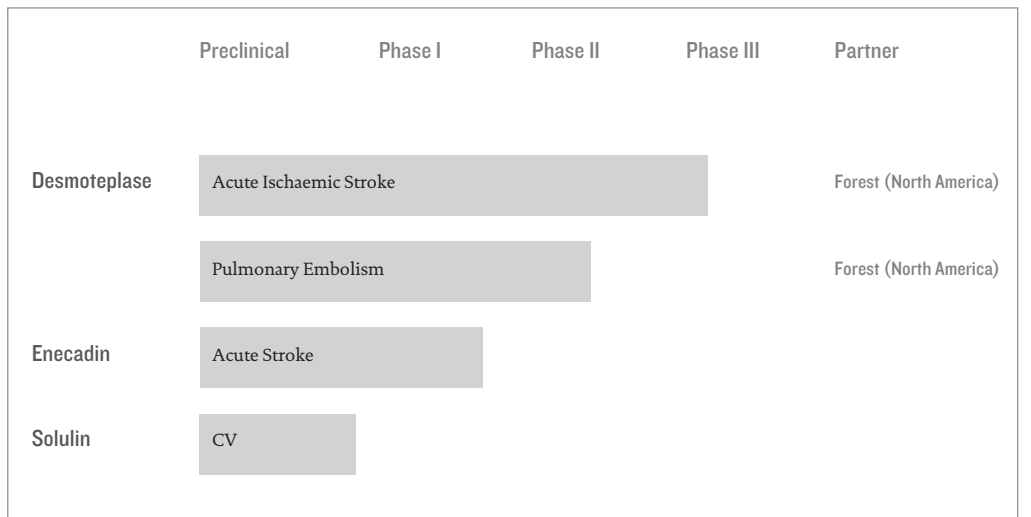 Preclinical Phase I Phase II Phase III Partner
Desmoteplase Acute Ischaemic Stroke Forest (North America)
Pulmonary Embolism Forest (North America)
Enecadin Acute Stroke
Solulin CV